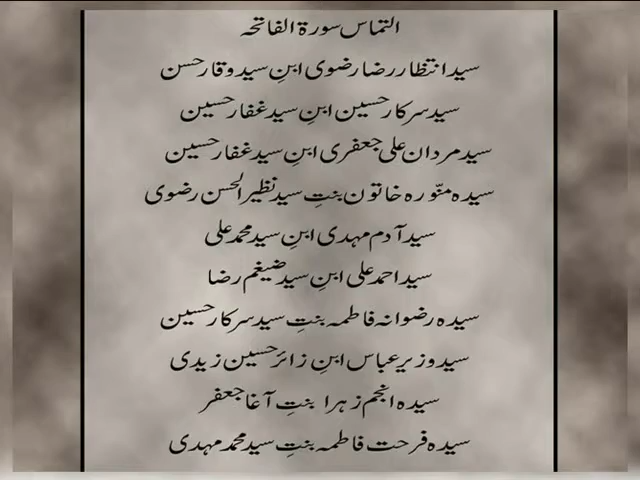 التماس سورۃ الفاتحہ
سید انتظار رضا رضوی ابنِ سید وقار حسن
سید سرکار حسین ابنِ سید غفار حسین
سید مردان علی جعفری ابنِ سید غفار حسین
سیدہ منّورہ خاتون بنتِ سید نظیر الحسن رضوی
سید آدم مہدی ابنِ سید محمد علی
سید احمد علی ابنِ سید ضیغم رضا
سیدہ رضوانہ فاطمہ بنتِ سید سرکار حسین
سید وزیر عباس ابنِ زائر حسین زیدی
سیدہ انجم زہرا بنتِ آغا جعفر
سیدہ فرحت فاطمہ بنتِ سید محمد مہدی